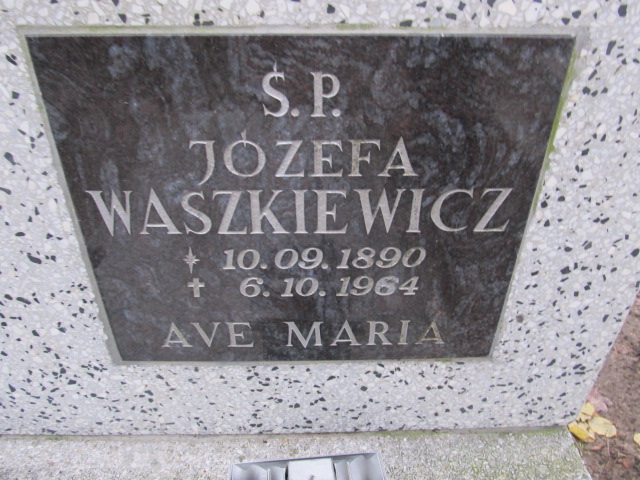 Ś.P.
JÓZEFA
WASZKIEWICZ
* 10.09.1890
✝ 6.10.1964
AVE MARIA